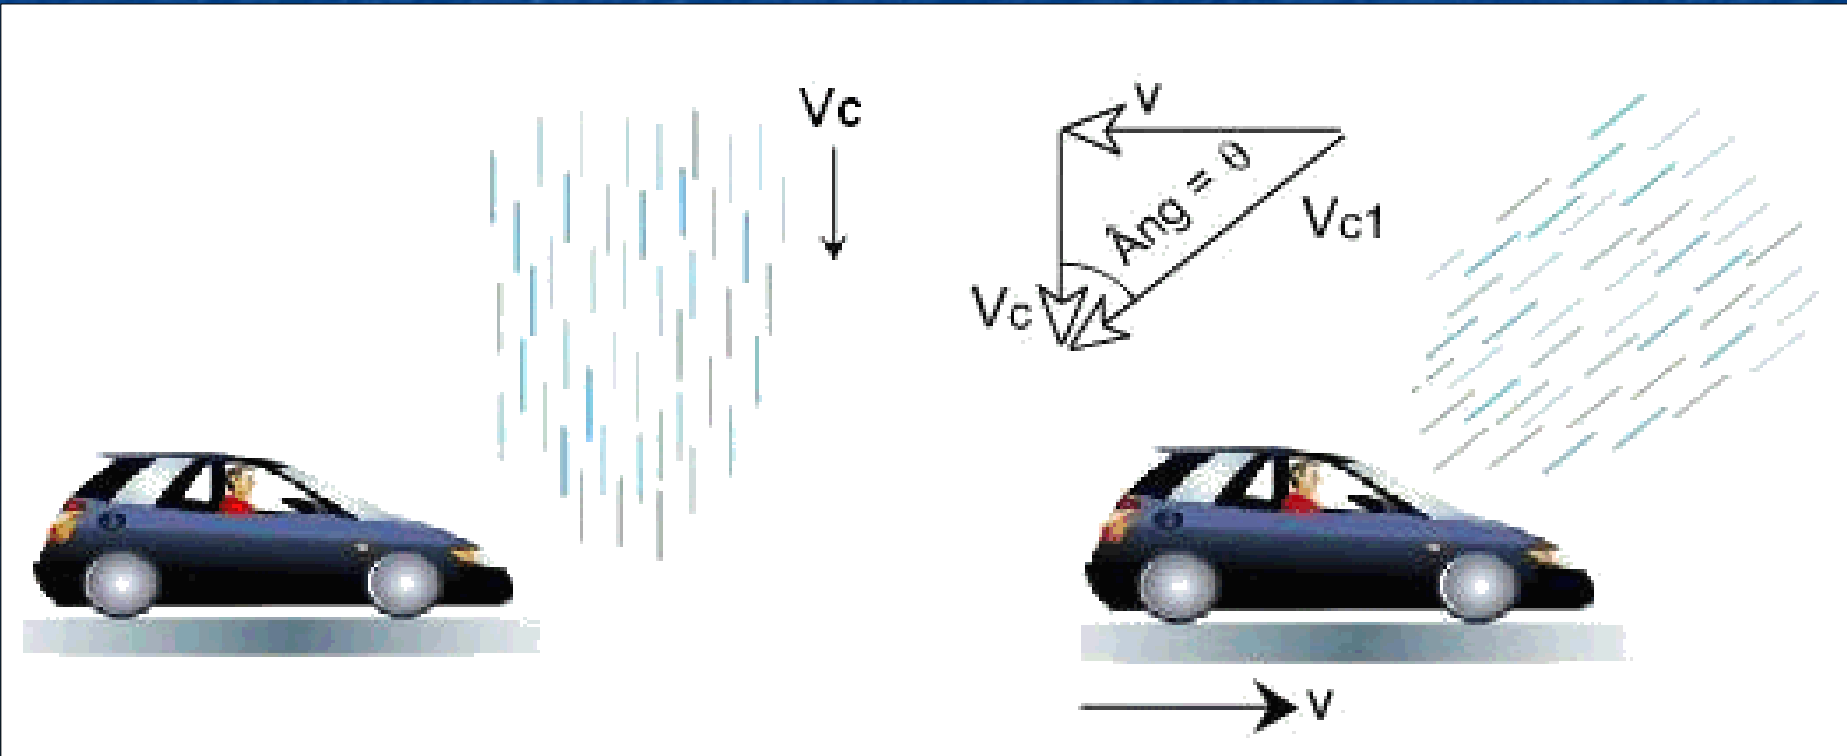 Vc
v
Ång = θ
Vc1
Vc
v